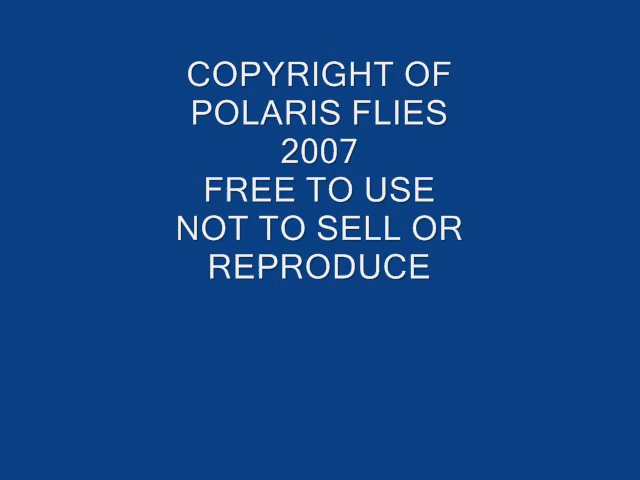 COPYRIGHT OF
POLARIS FLIES
2007
FREE TO USE
NOT TO SELL OR
REPRODUCE